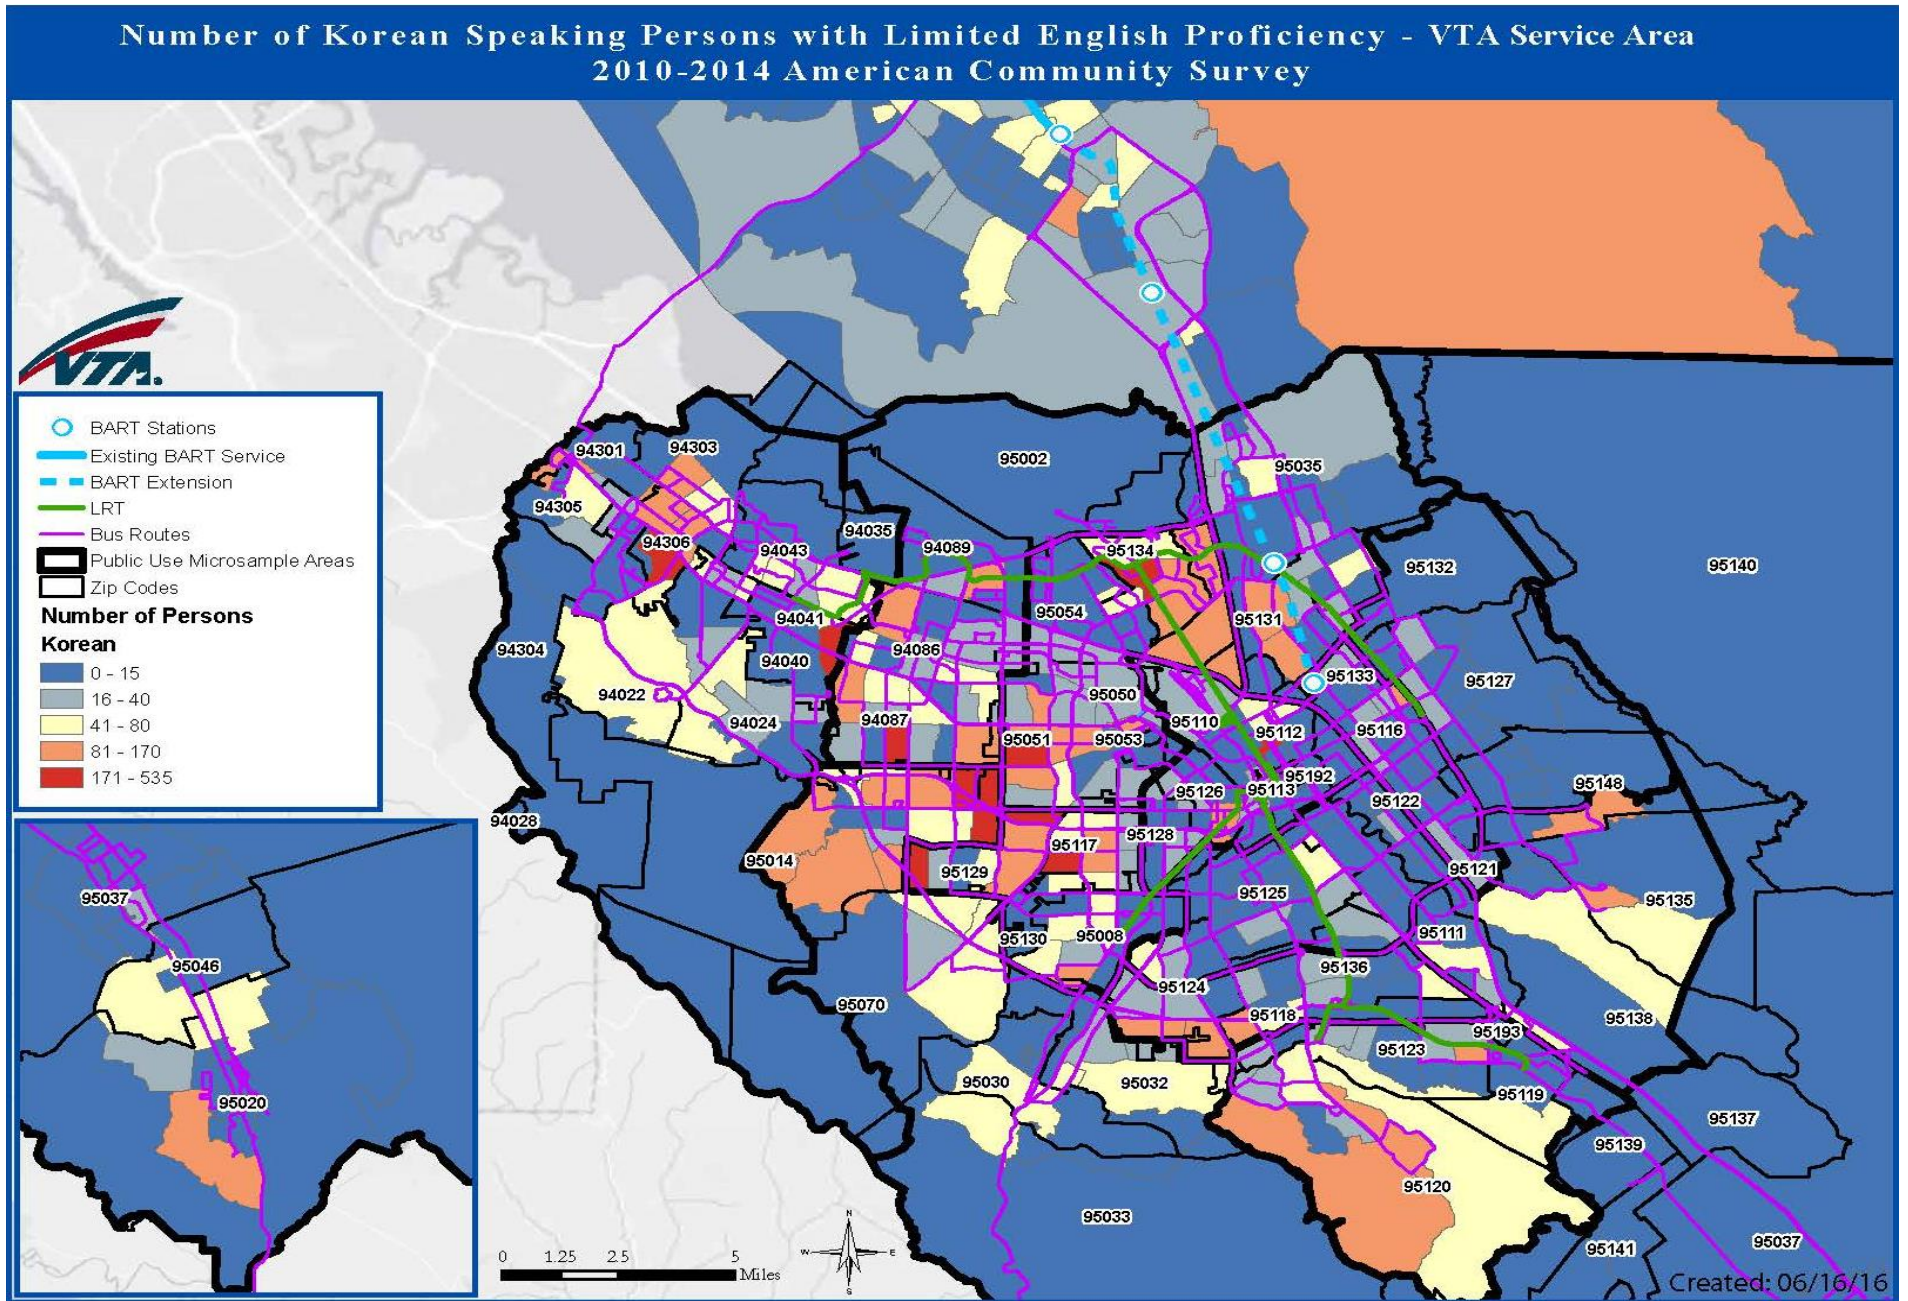 Number of Korean Speaking Persons with Limited English Proficiency - VTA Service Area
2010-2014 American Community Survey
VTA.
BART Stations
Existing BART Service
BART Extension
LRT
Bus Routes
Public Use Microsample Areas
Zip Codes
Number of Persons
Korean
0 - 15
16 - 40
41 - 80
81 - 170
171 - 535
94301
94303
95002
95035
94305
94035
94306
94043
94089
95134
95132
95140
95054
95131
94041
94304
94086
94040
95133
95127
94022
95050
94024
94087
95110
95112
95116
95051
95053
95192
95148
95113
95126
95122
94028
95128
95117
95014
95129
95121
95125
95135
95130
95008
95111
95136
95124
95070
95118
95138
95193
95123
95030
95032
95119
95137
95139
95120
95033
95141
95037
95037
95046
95020
0 1.25 2.5 5
Miles
N
W E
S
Created: 06/16/16